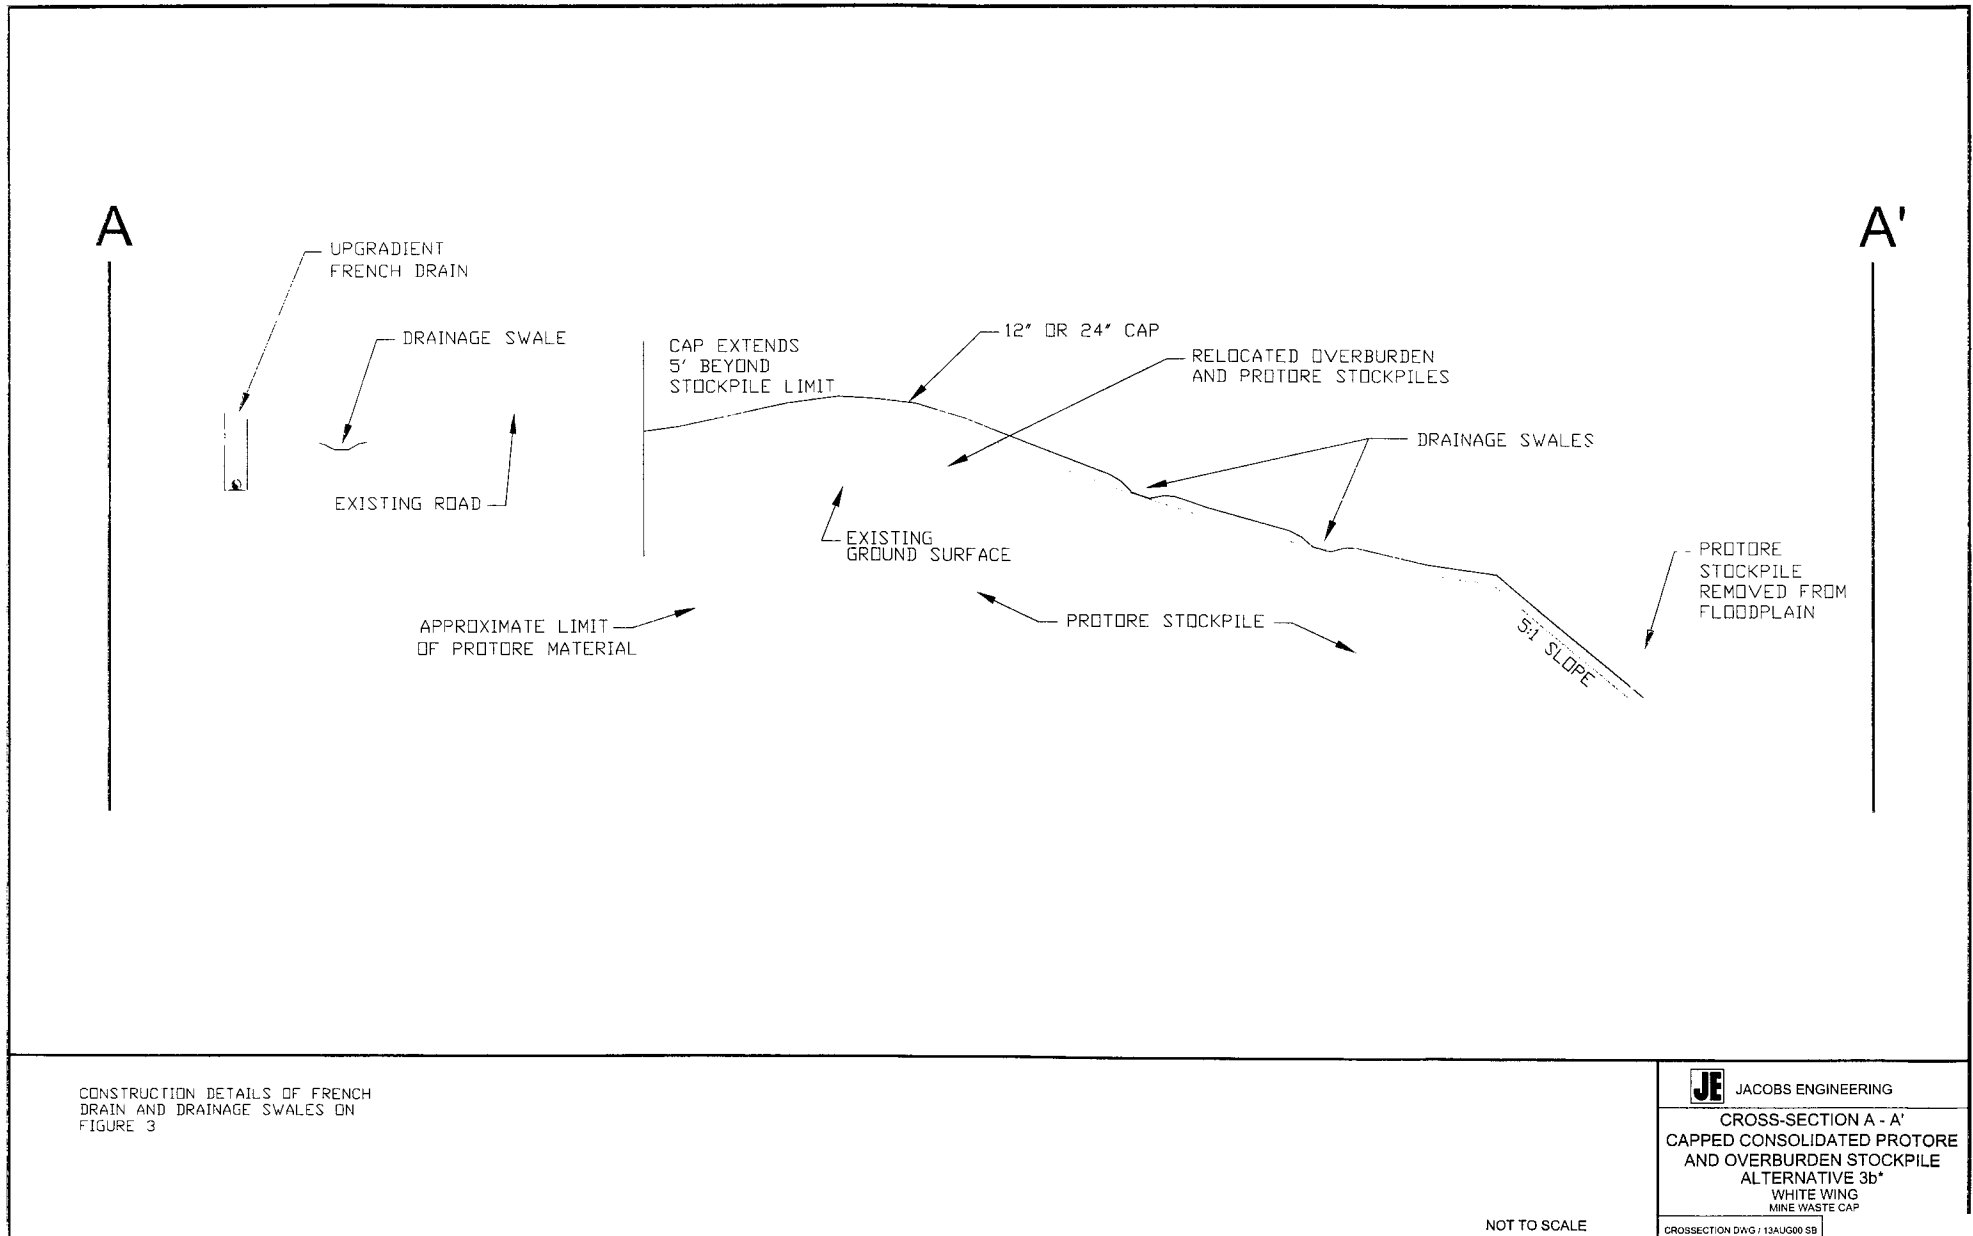 A
A'
UPGRADIENT
FRENCH DRAIN
DRAINAGE SWALE
CAP EXTENDS
5' BEYOND
STOCKPILE LIMIT
12" OR 24" CAP
RELOCATED OVERBURDEN
AND PROTORE STOCKPILES
DRAINAGE SWALES
EXISTING ROAD
EXISTING
GROUND SURFACE
PROTORE
STOCKPILE
REMOVED FROM
FLOODPLAIN
APPROXIMATE LIMIT
OF PROTORE MATERIAL
PROTORE STOCKPILE
5:1 SLOPE
CONSTRUCTION DETAILS OF FRENCH
DRAIN AND DRAINAGE SWALES ON
FIGURE 3
NOT TO SCALE
JE JACOBS ENGINEERING
CROSS-SECTION A - A'
CAPPED CONSOLIDATED PROTORE
AND OVERBURDEN STOCKPILE
ALTERNATIVE 3b*
WHITE WING
MINE WASTE CAP
CROSSECTION DWG / 13AUG00 SB